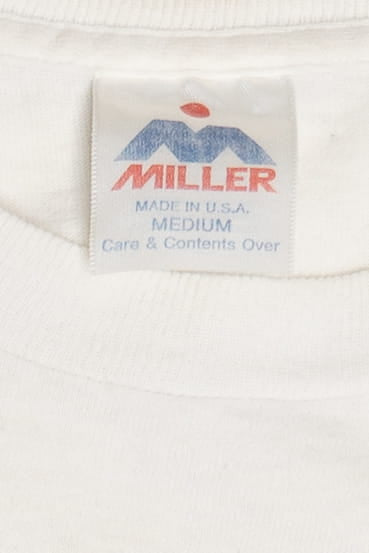 MILLER
MADE IN U.S.A.
MEDIUM
Care & Contents Over